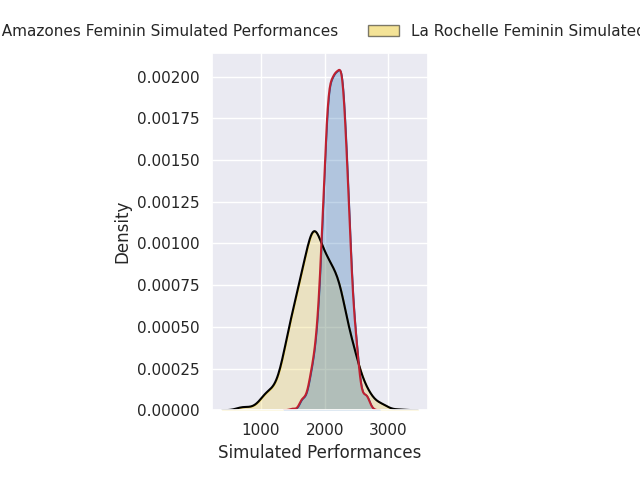 Amazones Feminin Simulated Performances
La Rochelle Feminin Simulated
0.00200
0.00175
0.00150
0.00125
0.00100
0.00075
0.00050
0.00025
0.00000
Density
1000 2000 3000
Simulated Performances